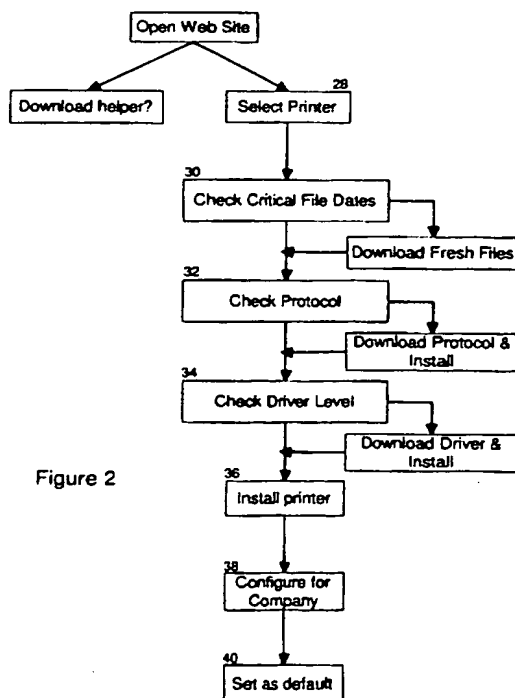 Open Web Site
Download helper?
28
Select Printer
30
Check Critical File Dates
Download Fresh Files
32
Check Protocol
Download Protocol &
Install
34
Check Driver Level
Download Driver &
Install
Figure 2
36
Install printer
38
Configure for
Company
40
Set as default